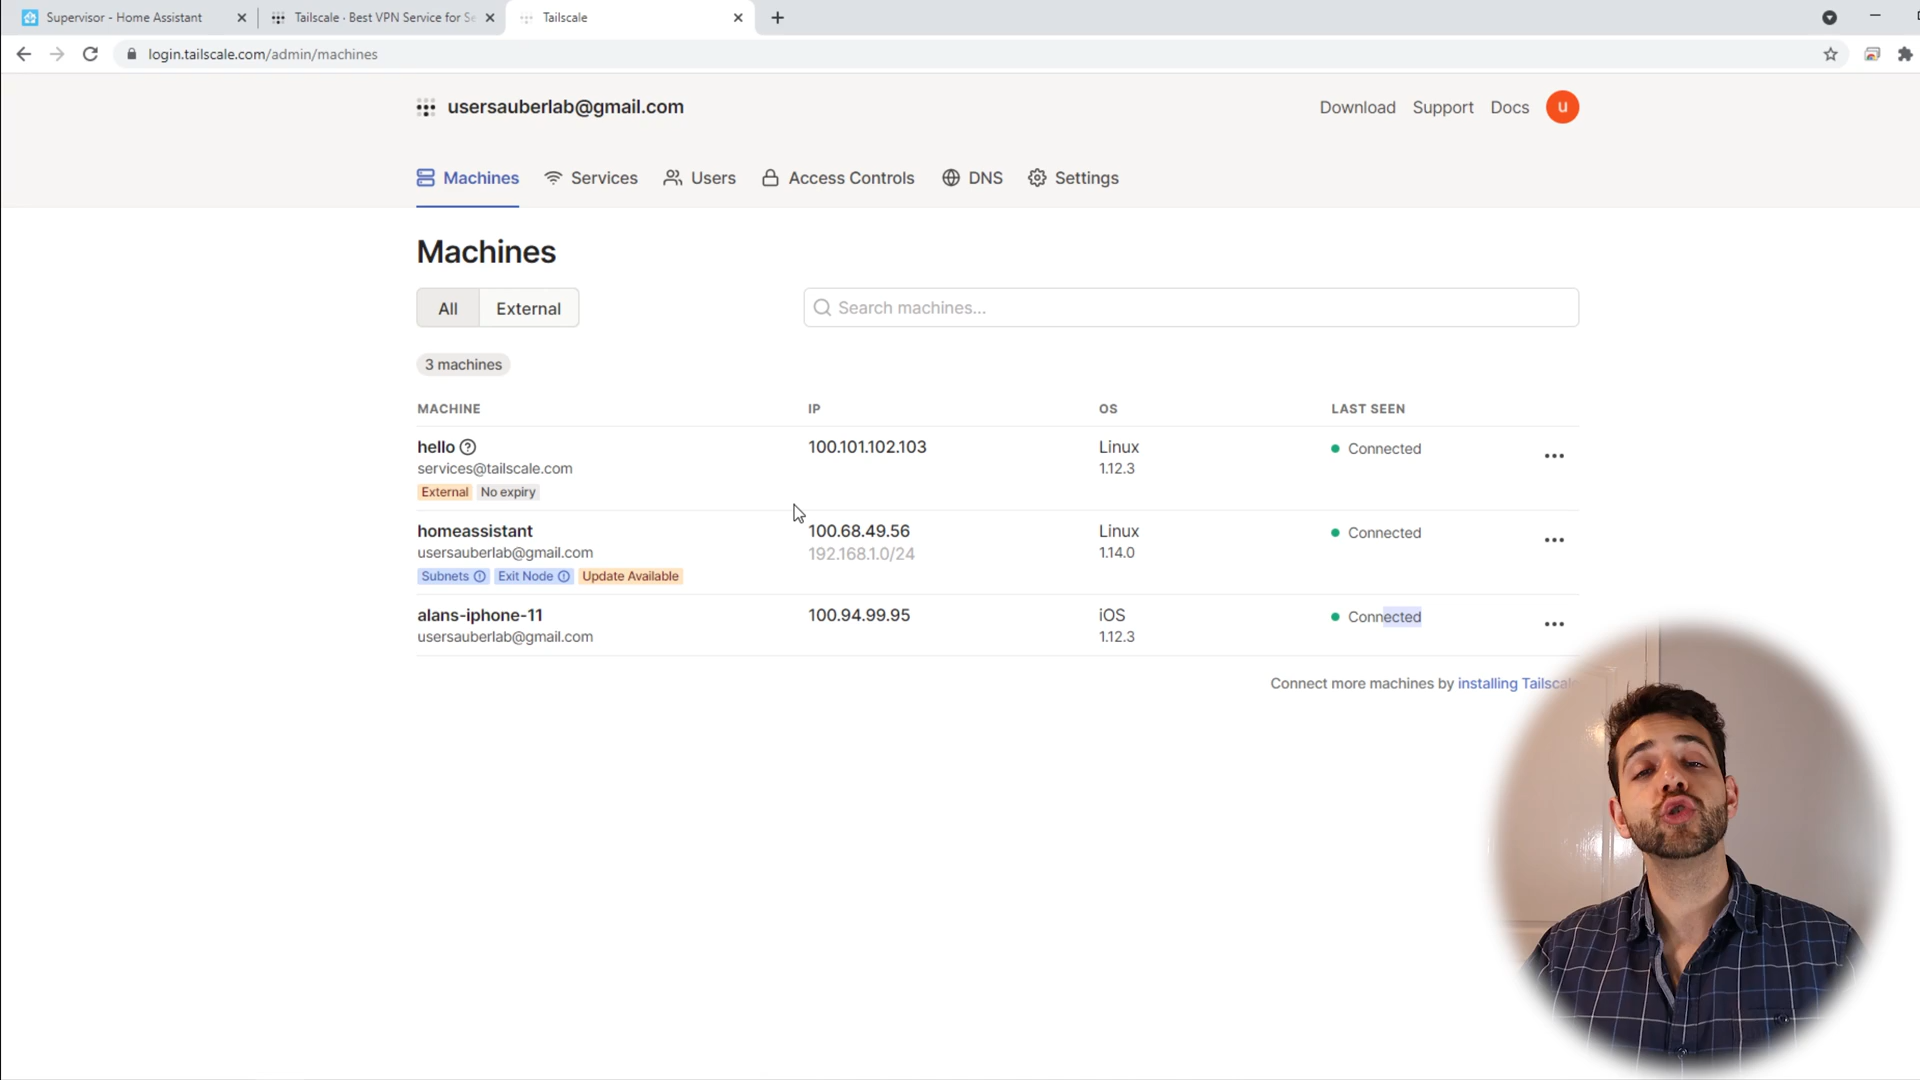 Supervisor - Home Assistant
Tailscale · Best VPN Service for Se
Tailscale
login.tailscale.com/admin/machines
usersauberlab@gmail.com
Download Support Docs u
Machines Services Users Access Controls DNS Settings
Machines
All External
Search machines...
3 machines
MACHINE IP OS LAST SEEN
hello 100.101.102.103 Linux Connected
services@tailscale.com 1.12.3
External No expiry
homeassistant 100.68.49.56 Linux Connected
usersauberlab@gmail.com 192.168.1.0/24 1.14.0
Subnets Exit Node Update Available
alans-iphone-11 100.94.99.95 iOS Connected
usersauberlab@gmail.com 1.12.3
Connect more machines by installing Tailscale